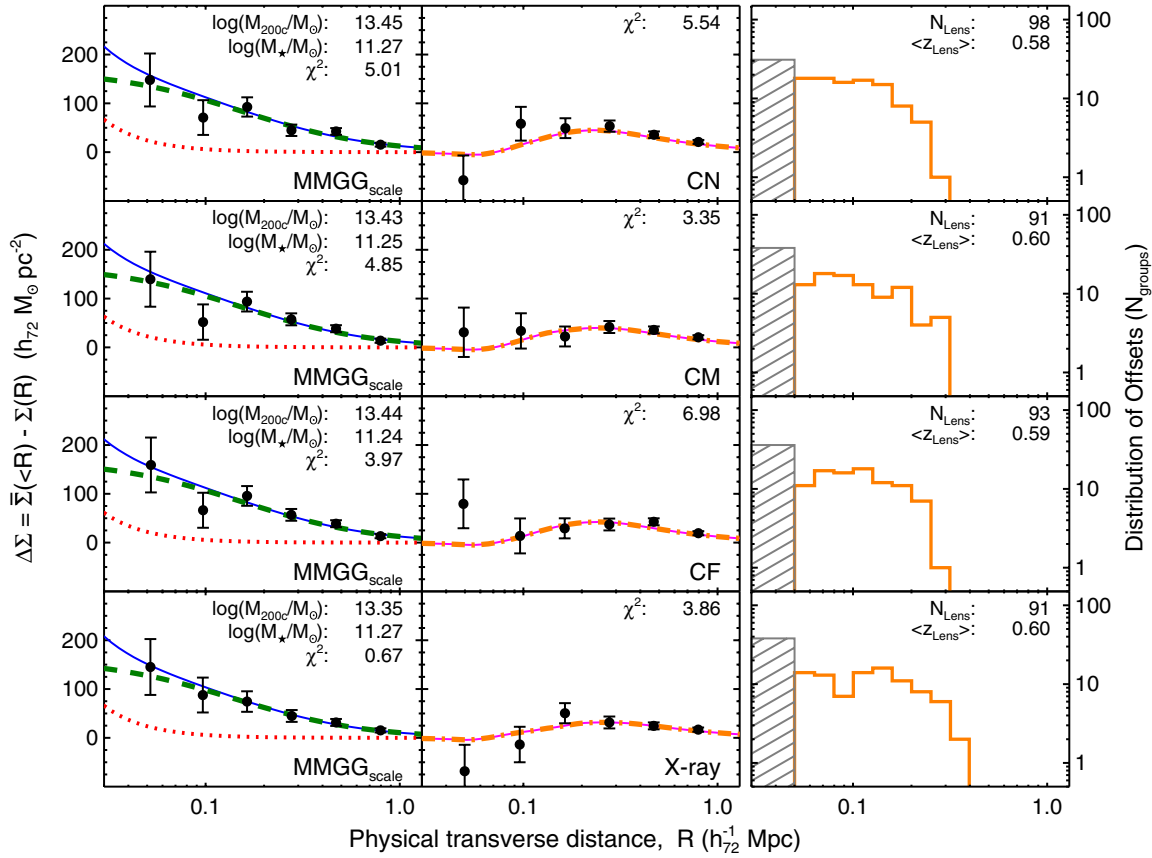 log(M200c/M⊙): 13.45
log(M★/M⊙): 11.27
χ²: 5.01
MMGGscale
χ²: 5.54
CN
NLens: 98
<zLens>: 0.58
200
100
0
100
10
1
log(M200c/M⊙): 13.43
log(M★/M⊙): 11.25
χ²: 4.85
MMGGscale
χ²: 3.35
CM
NLens: 91
<zLens>: 0.60
200
100
0
100
10
1
log(M200c/M⊙): 13.44
log(M★/M⊙): 11.24
χ²: 3.97
MMGGscale
χ²: 6.98
CF
NLens: 93
<zLens>: 0.59
200
100
0
100
10
1
log(M200c/M⊙): 13.35
log(M★/M⊙): 11.27
χ²: 0.67
MMGGscale
χ²: 3.86
X-ray
NLens: 91
<zLens>: 0.60
200
100
0
100
10
1
0.1 1.0 0.1 1.0 0.1 1.0
Physical transverse distance, R (h72⁻¹ Mpc)
ΔΣ = Σ̄(<R) - Σ(R) (h72 M⊙ pc⁻²)
Distribution of Offsets (Ngroups)